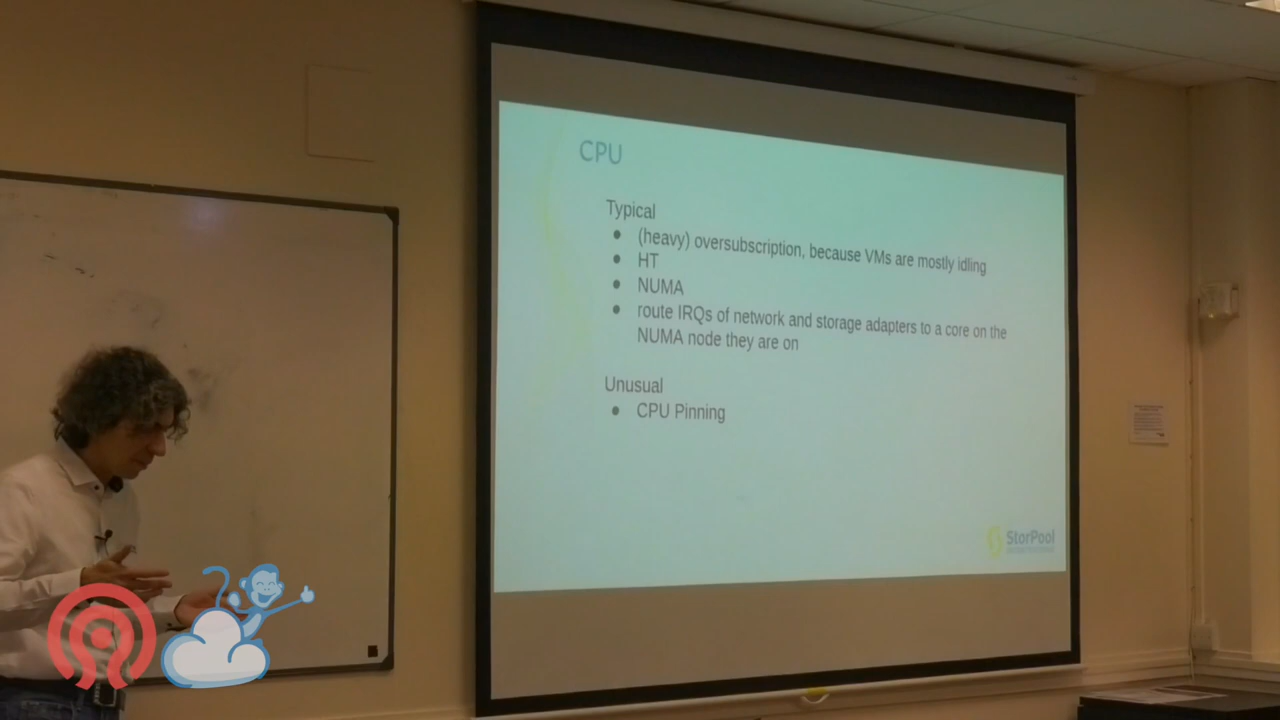 CPU
Typical
● (heavy) oversubscription, because VMs are mostly idling
● HT
● NUMA
● route IRQs of network and storage adapters to a core on the
NUMA node they are on
Unusual
● CPU Pinning
StorPool